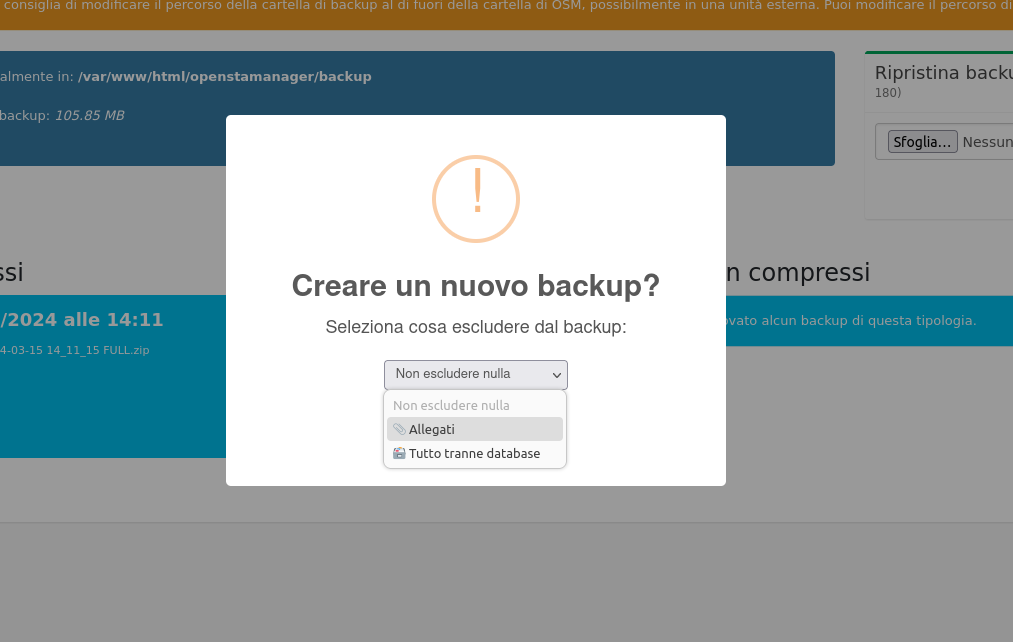 consiglia di modificare il percorso della cartella di backup al di fuori della cartella di OSM, possibilmente in una unità esterna. Puoi modificare il percorso di
almente in: /var/www/html/openstamanager/backup
backup: 105.85 MB
Ripristina backu
180)
Sfoglia... Nessun
Creare un nuovo backup?
Seleziona cosa escludere dal backup:
Non escludere nulla
Non escludere nulla
Allegati
Tutto tranne database
ssi
/2024 alle 14:11
4-03-15 14_11_15 FULL.zip
n compressi
ovato alcun backup di questa tipologia.